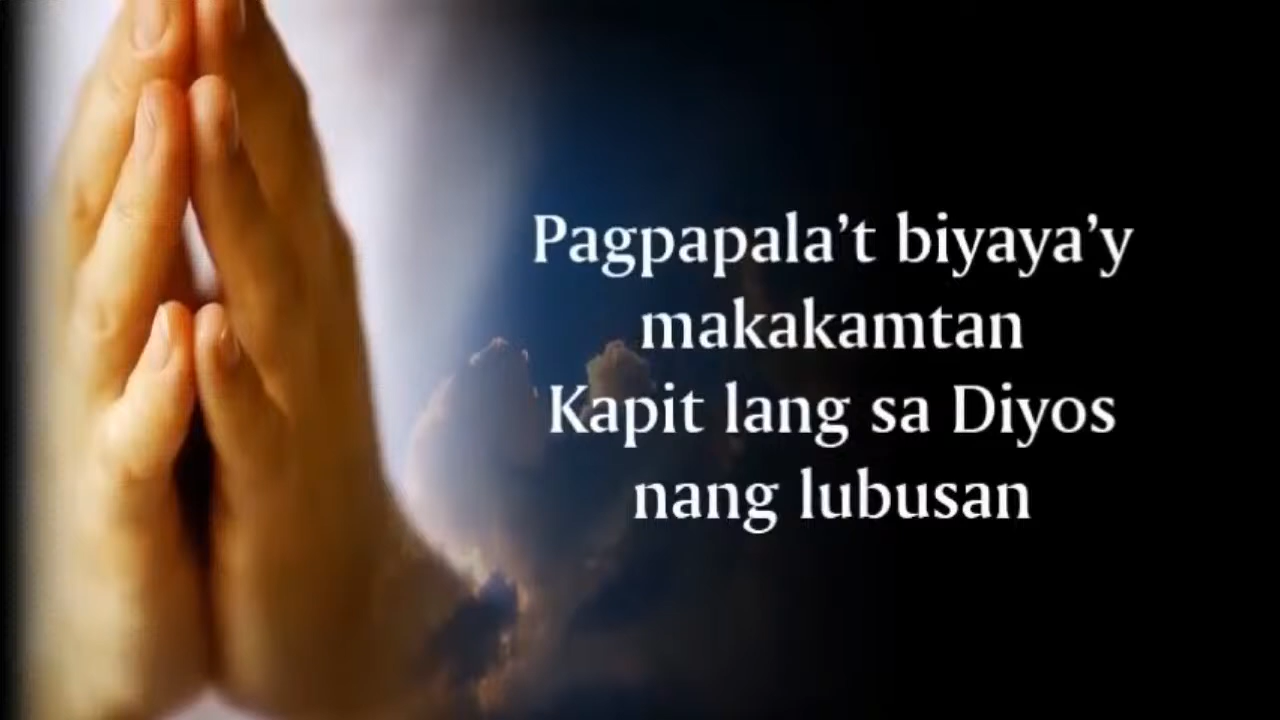 Pagpapala’t biyaya’y
makakamtan
Kapit lang sa Diyos
nang lubusan